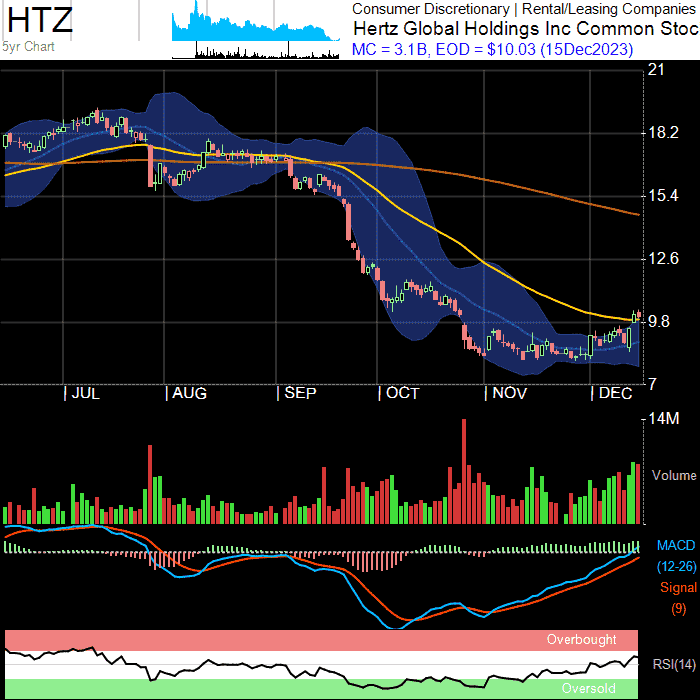 HTZ
5yr Chart
Consumer Discretionary | Rental/Leasing Companies
Hertz Global Holdings Inc Common Stoc
MC = 3.1B, EOD = $10.03 (15Dec2023)
21
18.2
15.4
12.6
9.8
7
| JUL | AUG | SEP | OCT | NOV | DEC
14M
Volume
MACD
(12-26)
Signal
(9)
Overbought
RSI(14)
Oversold